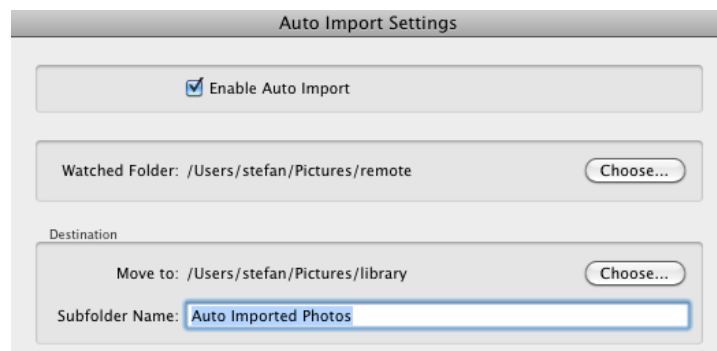 Auto Import Settings
Enable Auto Import
Watched Folder: /Users/stefan/Pictures/remote Choose...
Destination
Move to: /Users/stefan/Pictures/library Choose...
Subfolder Name: Auto Imported Photos